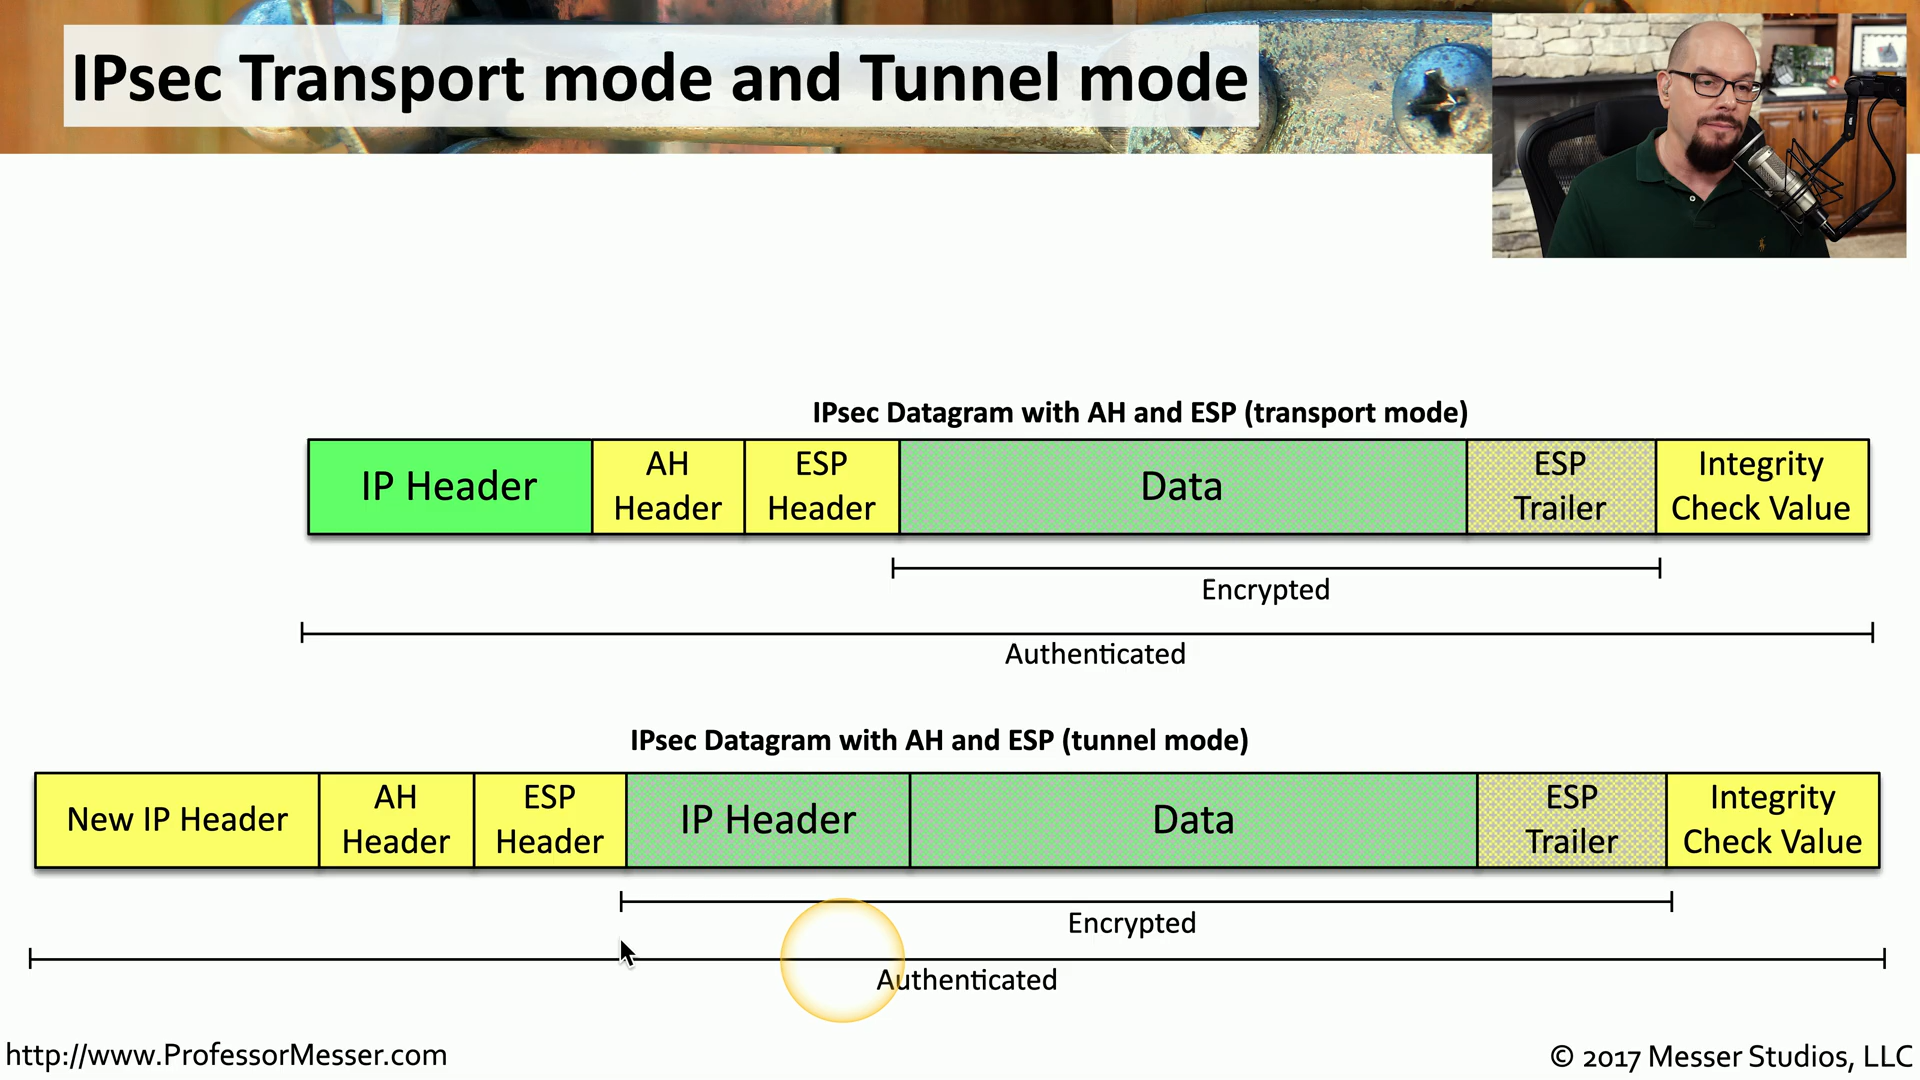 IPsec Transport mode and Tunnel mode
IPsec Datagram with AH and ESP (transport mode)
IP Header
AH
Header
ESP
Header
Data
ESP
Trailer
Integrity
Check Value
Encrypted
Authenticated
IPsec Datagram with AH and ESP (tunnel mode)
New IP Header
AH
Header
ESP
Header
IP Header
Data
ESP
Trailer
Integrity
Check Value
Encrypted
Authenticated
http://www.ProfessorMesser.com
© 2017 Messer Studios, LLC